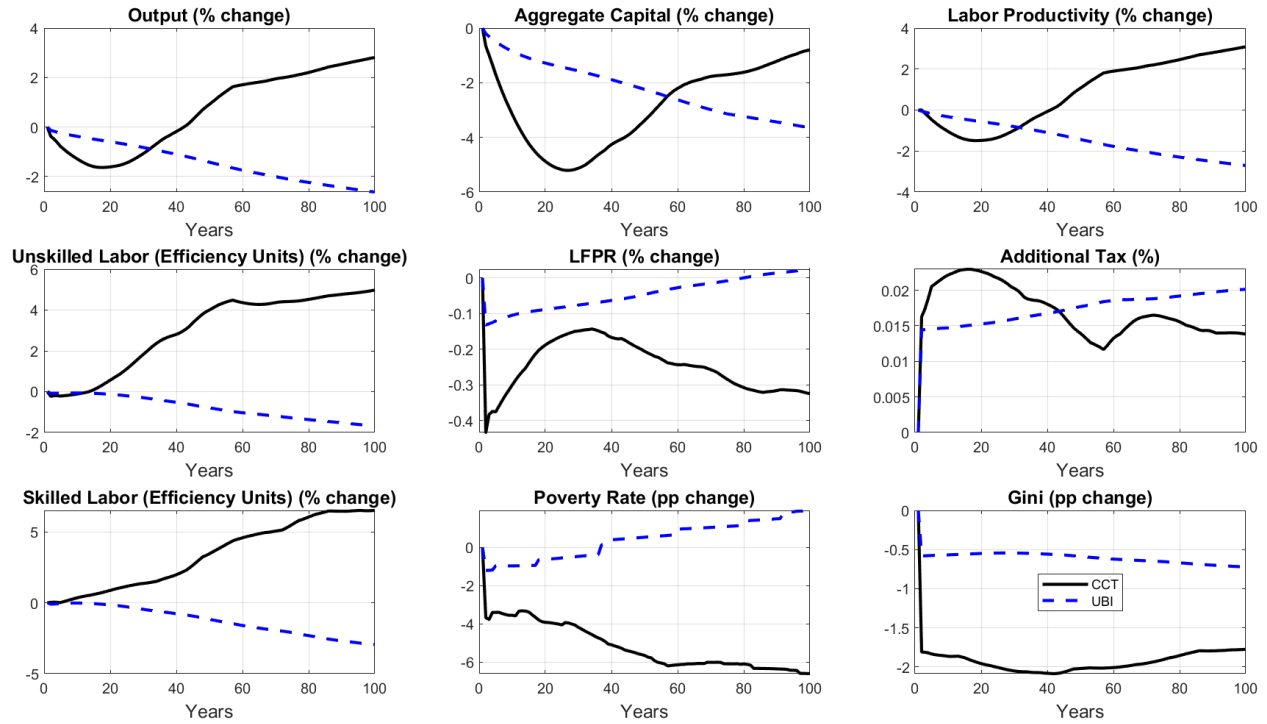 Output (% change)
4
2
0
-2
0 20 40 60 80 100
Years
Aggregate Capital (% change)
0
-2
-4
-6
0 20 40 60 80 100
Years
Labor Productivity (% change)
4
2
0
-2
-4
0 20 40 60 80 100
Years
Unskilled Labor (Efficiency Units) (% change)
6
4
2
0
-2
0 20 40 60 80 100
Years
LFPR (% change)
0
-0.1
-0.2
-0.3
-0.4
0 20 40 60 80 100
Years
Additional Tax (%)
0.02
0.015
0.01
0.005
0
0 20 40 60 80 100
Years
Skilled Labor (Efficiency Units) (% change)
5
0
-5
0 20 40 60 80 100
Years
Poverty Rate (pp change)
0
-2
-4
-6
0 20 40 60 80 100
Years
Gini (pp change)
0
-0.5
-1
-1.5
-2
CCT
UBI
0 20 40 60 80 100
Years